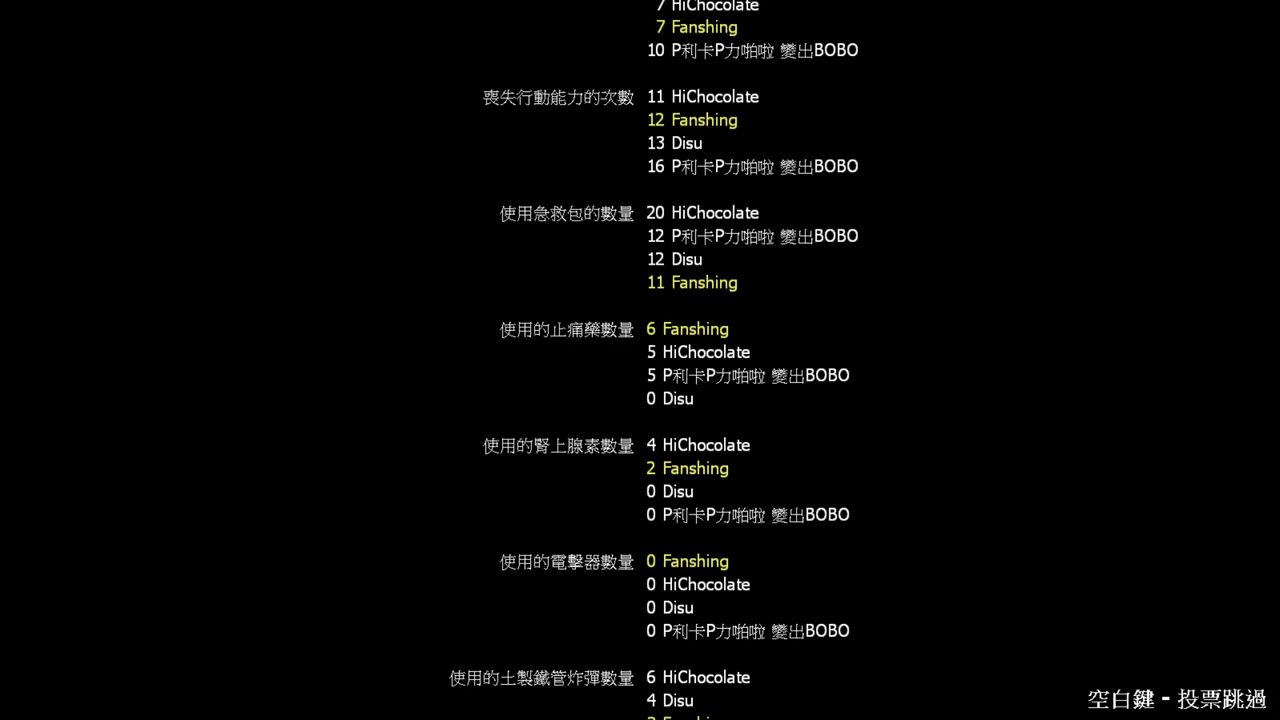 7 HiChocolate
7 Fanshing
10 P利卡P力啪啦 變出BOBO
喪失行動能力的次數 11 HiChocolate
12 Fanshing
13 Disu
16 P利卡P力啪啦 變出BOBO
使用急救包的數量 20 HiChocolate
12 P利卡P力啪啦 變出BOBO
12 Disu
11 Fanshing
使用的止痛藥數量 6 Fanshing
5 HiChocolate
5 P利卡P力啪啦 變出BOBO
0 Disu
使用的腎上腺素數量 4 HiChocolate
2 Fanshing
0 Disu
0 P利卡P力啪啦 變出BOBO
使用的電擊器數量 0 Fanshing
0 HiChocolate
0 Disu
0 P利卡P力啪啦 變出BOBO
使用的土製鐵管炸彈數量 6 HiChocolate
4 Disu
空白鍵 - 投票跳過